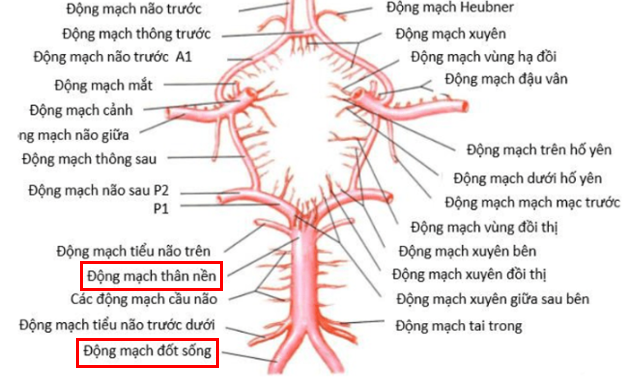 Động mạch não trước
Động mạch thông trước
Động mạch não trước A1
Động mạch mắt
Động mạch cảnh
ng mạch não giữa
Động mạch thông sau
Động mạch não sau P2
P1
Động mạch tiểu não trên
Động mạch thân nền
Các động mạch cầu não
Động mạch tiểu não trước dưới
Động mạch đốt sống
Động mạch Heubner
Động mạch xuyên
Động mạch vùng hạ đồi
Động mạch đậu vân
Động mạch trên hố yên
Động mạch dưới hố yên
Động mạch mạch mạc trước
Động mạch vùng đồi thị
Động mạch xuyên bên
Động mạch xuyên đồi thị
Động mạch xuyên giữa sau bên
Động mạch tai trong